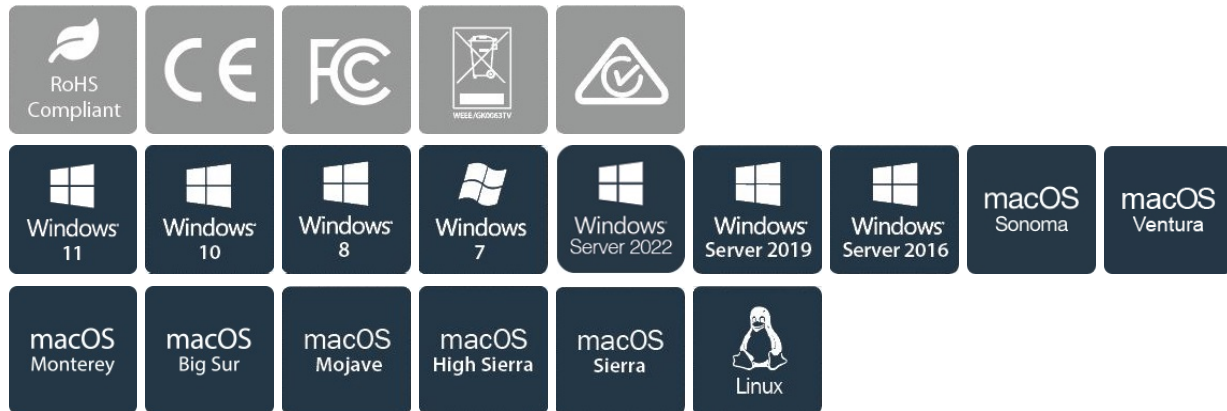 RoHS
Compliant
CE
FC
WEEE/GK0063TV
Windows
11
Windows
10
Windows
8
Windows
7
Windows
Server 2022
Windows
Server 2019
Windows
Server 2016
macOS
Sonoma
macOS
Ventura
macOS
Monterey
macOS
Big Sur
macOS
Mojave
macOS
High Sierra
macOS
Sierra
Linux